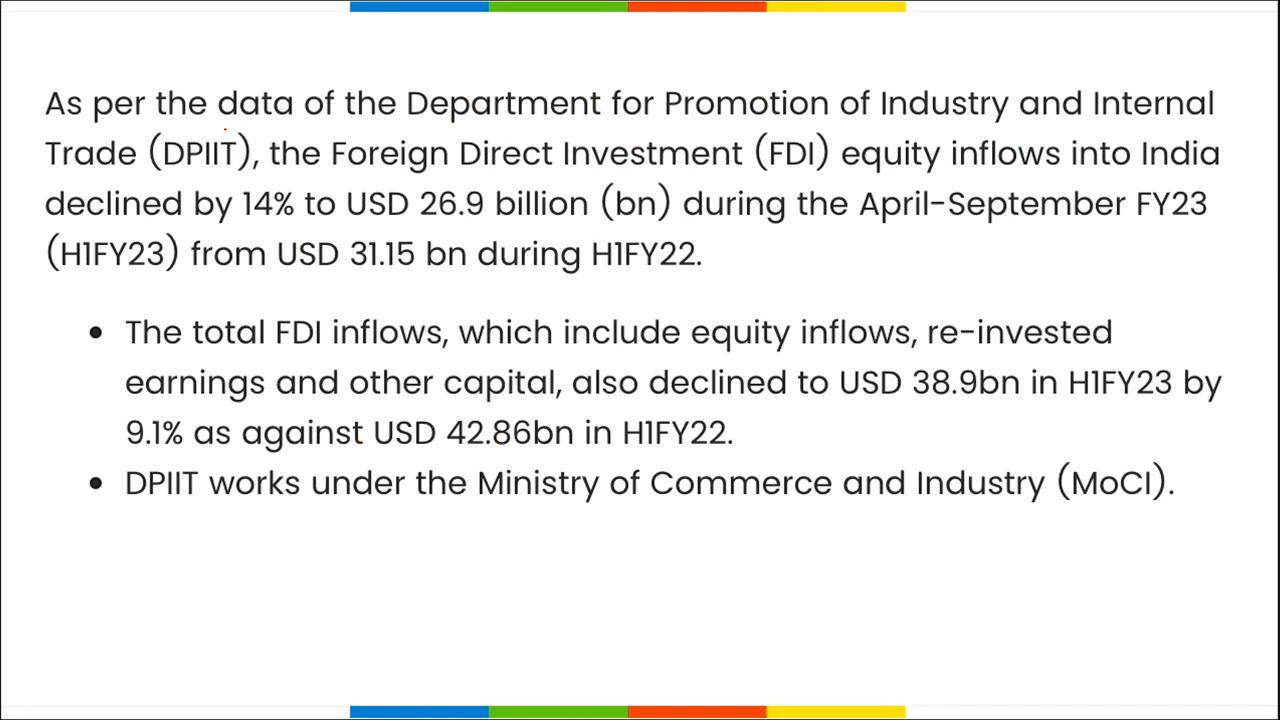 As per the data of the Department for Promotion of Industry and Internal
Trade (DPIIT), the Foreign Direct Investment (FDI) equity inflows into India
declined by 14% to USD 26.9 billion (bn) during the April-September FY23
(H1FY23) from USD 31.15 bn during H1FY22.
• The total FDI inflows, which include equity inflows, re-invested
earnings and other capital, also declined to USD 38.9bn in H1FY23 by
9.1% as against USD 42.86bn in H1FY22.
• DPIIT works under the Ministry of Commerce and Industry (MoCI).